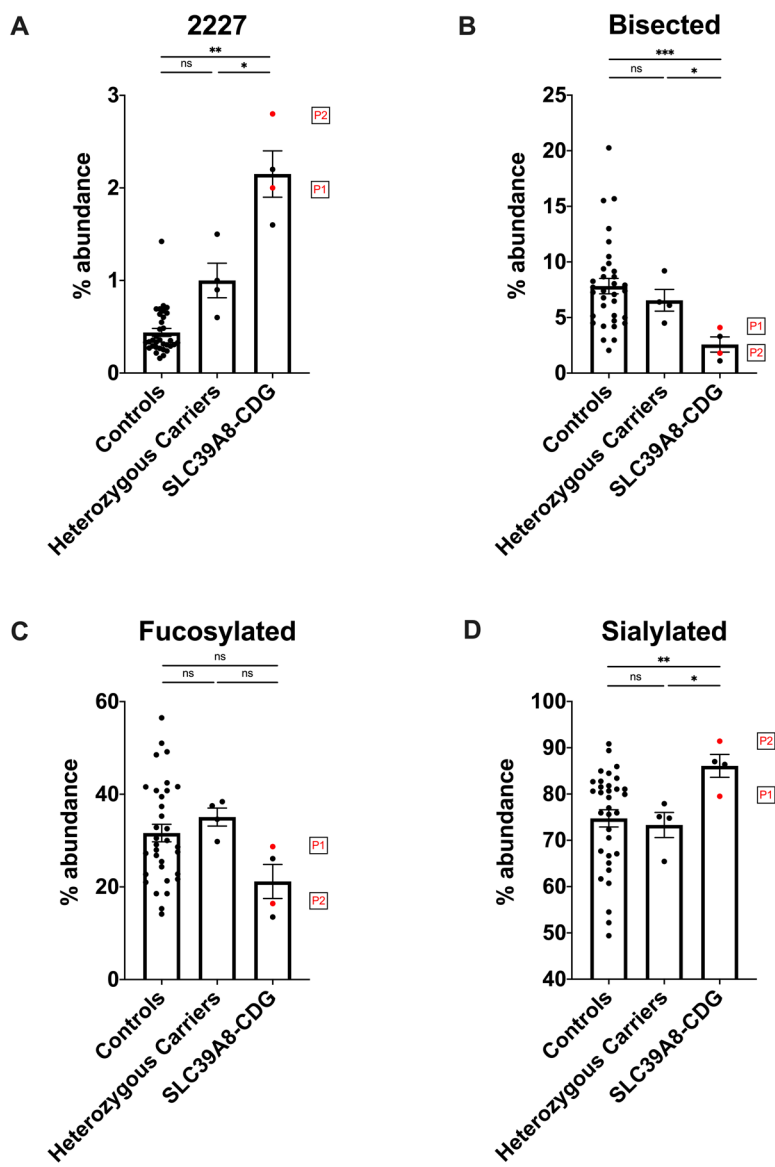 A
2227
**
ns
*
3
2
1
0
% abundance
P2
P1
Controls
Heterozygous Carriers
SLC39A8-CDG
B
Bisected
***
ns
*
25
20
15
10
5
0
% abundance
P1
P2
Controls
Heterozygous Carriers
SLC39A8-CDG
C
Fucosylated
ns
ns
ns
60
40
20
0
% abundance
P1
P2
Controls
Heterozygous Carriers
SLC39A8-CDG
D
Sialylated
**
ns
*
100
90
80
70
60
50
40
% abundance
P2
P1
Controls
Heterozygous Carriers
SLC39A8-CDG